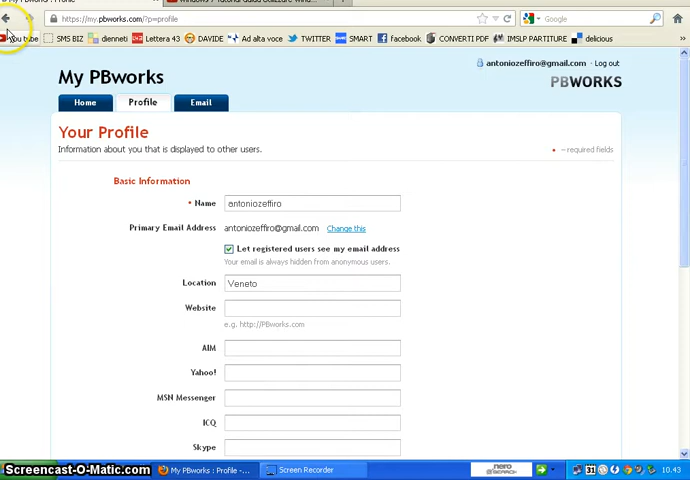 https://my.pbworks.com/?p=profile
Google
You tube SMS BIZ dienneti Lettera 43 DAVIDE Ad alta voce TWITTER SMART facebook CONVERTI PDF IMSLP PARTITURE delicious
antoniozeffiro@gmail.com · Log out
My PBworks
PBWORKS
Home Profile Email
Your Profile
Information about you that is displayed to other users.
• = required fields
Basic Information
• Name antoniozeffiro
Primary Email Address antoniozeffiro@gmail.com Change this
Let registered users see my email address
Your email is always hidden from anonymous users.
Location Veneto
Website
e.g. http://PBworks.com
AIM
Yahoo!
MSN Messenger
ICQ
Skype
Screencast-O-Matic.com My PBworks : Profile -... Screen Recorder nero SEARCH 31 10.43